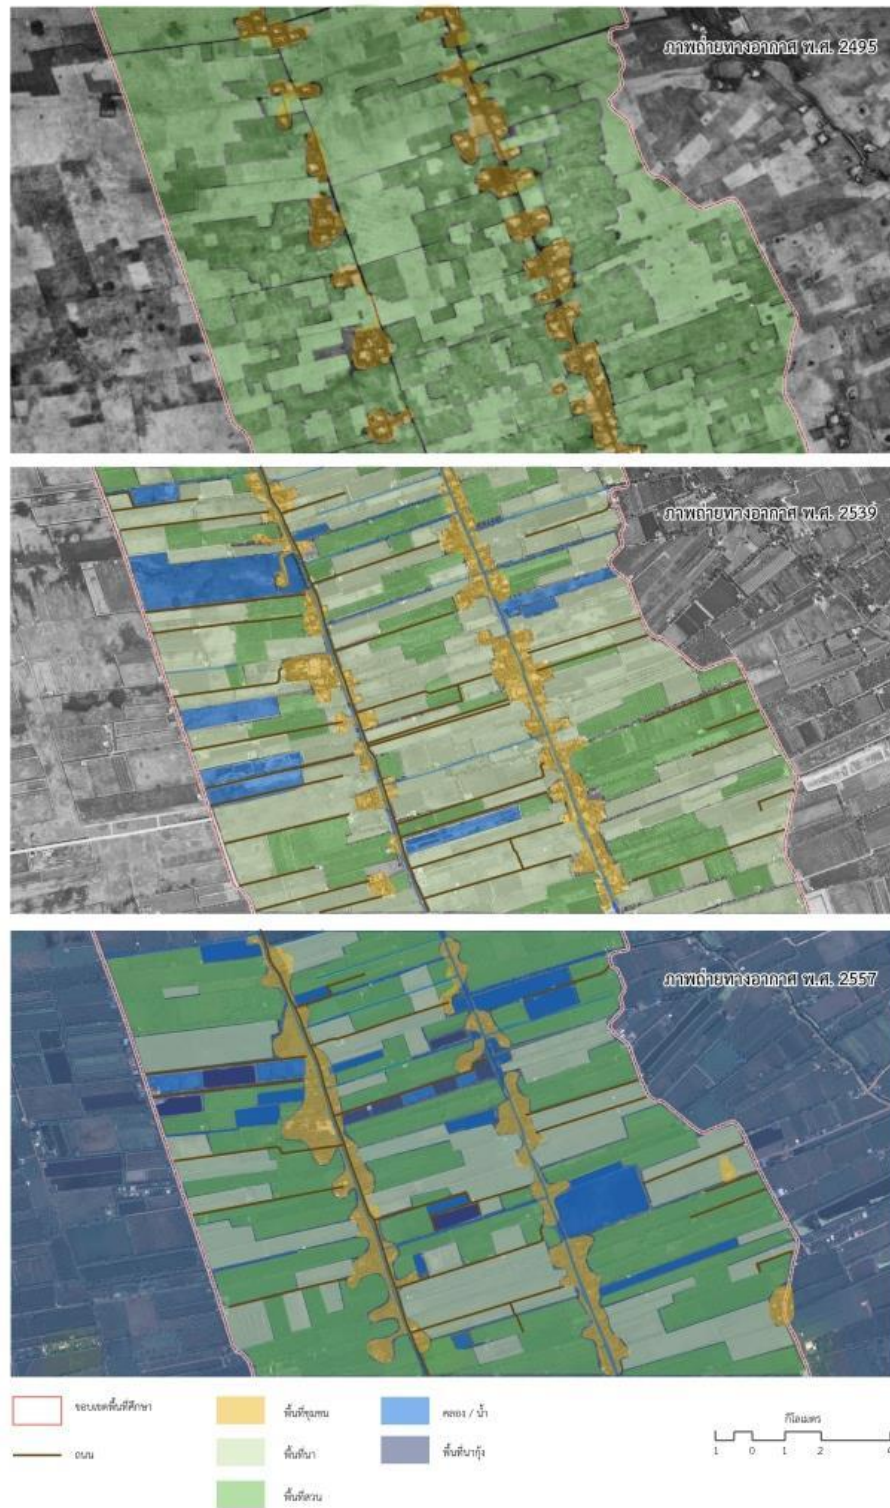 ภาพถ่ายทางอากาศ พ.ศ. 2495
ภาพถ่ายทางอากาศ พ.ศ. 2539
ภาพถ่ายทางอากาศ พ.ศ. 2557
ขอบเขตพื้นที่ศึกษา
ถนน
พื้นที่ชุมชน
พื้นที่นา
พื้นที่สวน
คลอง / น้ำ
พื้นที่นากุ้ง
กิโลเมตร
1 0 1 2 4